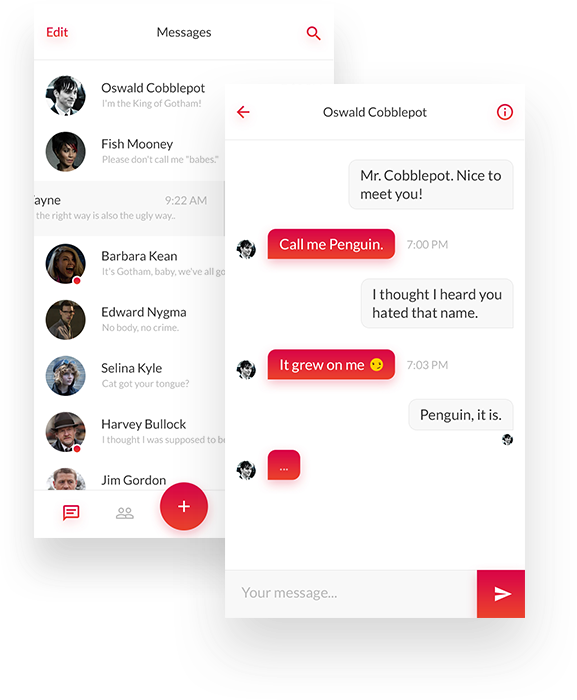 Edit
Messages
Oswald Cobblepot
I'm the King of Gotham!
Fish Mooney
Please don't call me "babes."
ayne
9:22 AM
the right way is also the ugly way..
Barbara Kean
It's Gotham, baby, we've all go
Edward Nygma
No body, no crime.
Selina Kyle
Cat got your tongue?
Harvey Bullock
I thought I was supposed to be
Jim Gordon
Oswald Cobblepot
Mr. Cobblepot. Nice to
meet you!
Call me Penguin.
7:00 PM
I thought I heard you
hated that name.
It grew on me 😏
7:03 PM
Penguin, it is.
...
Your message...